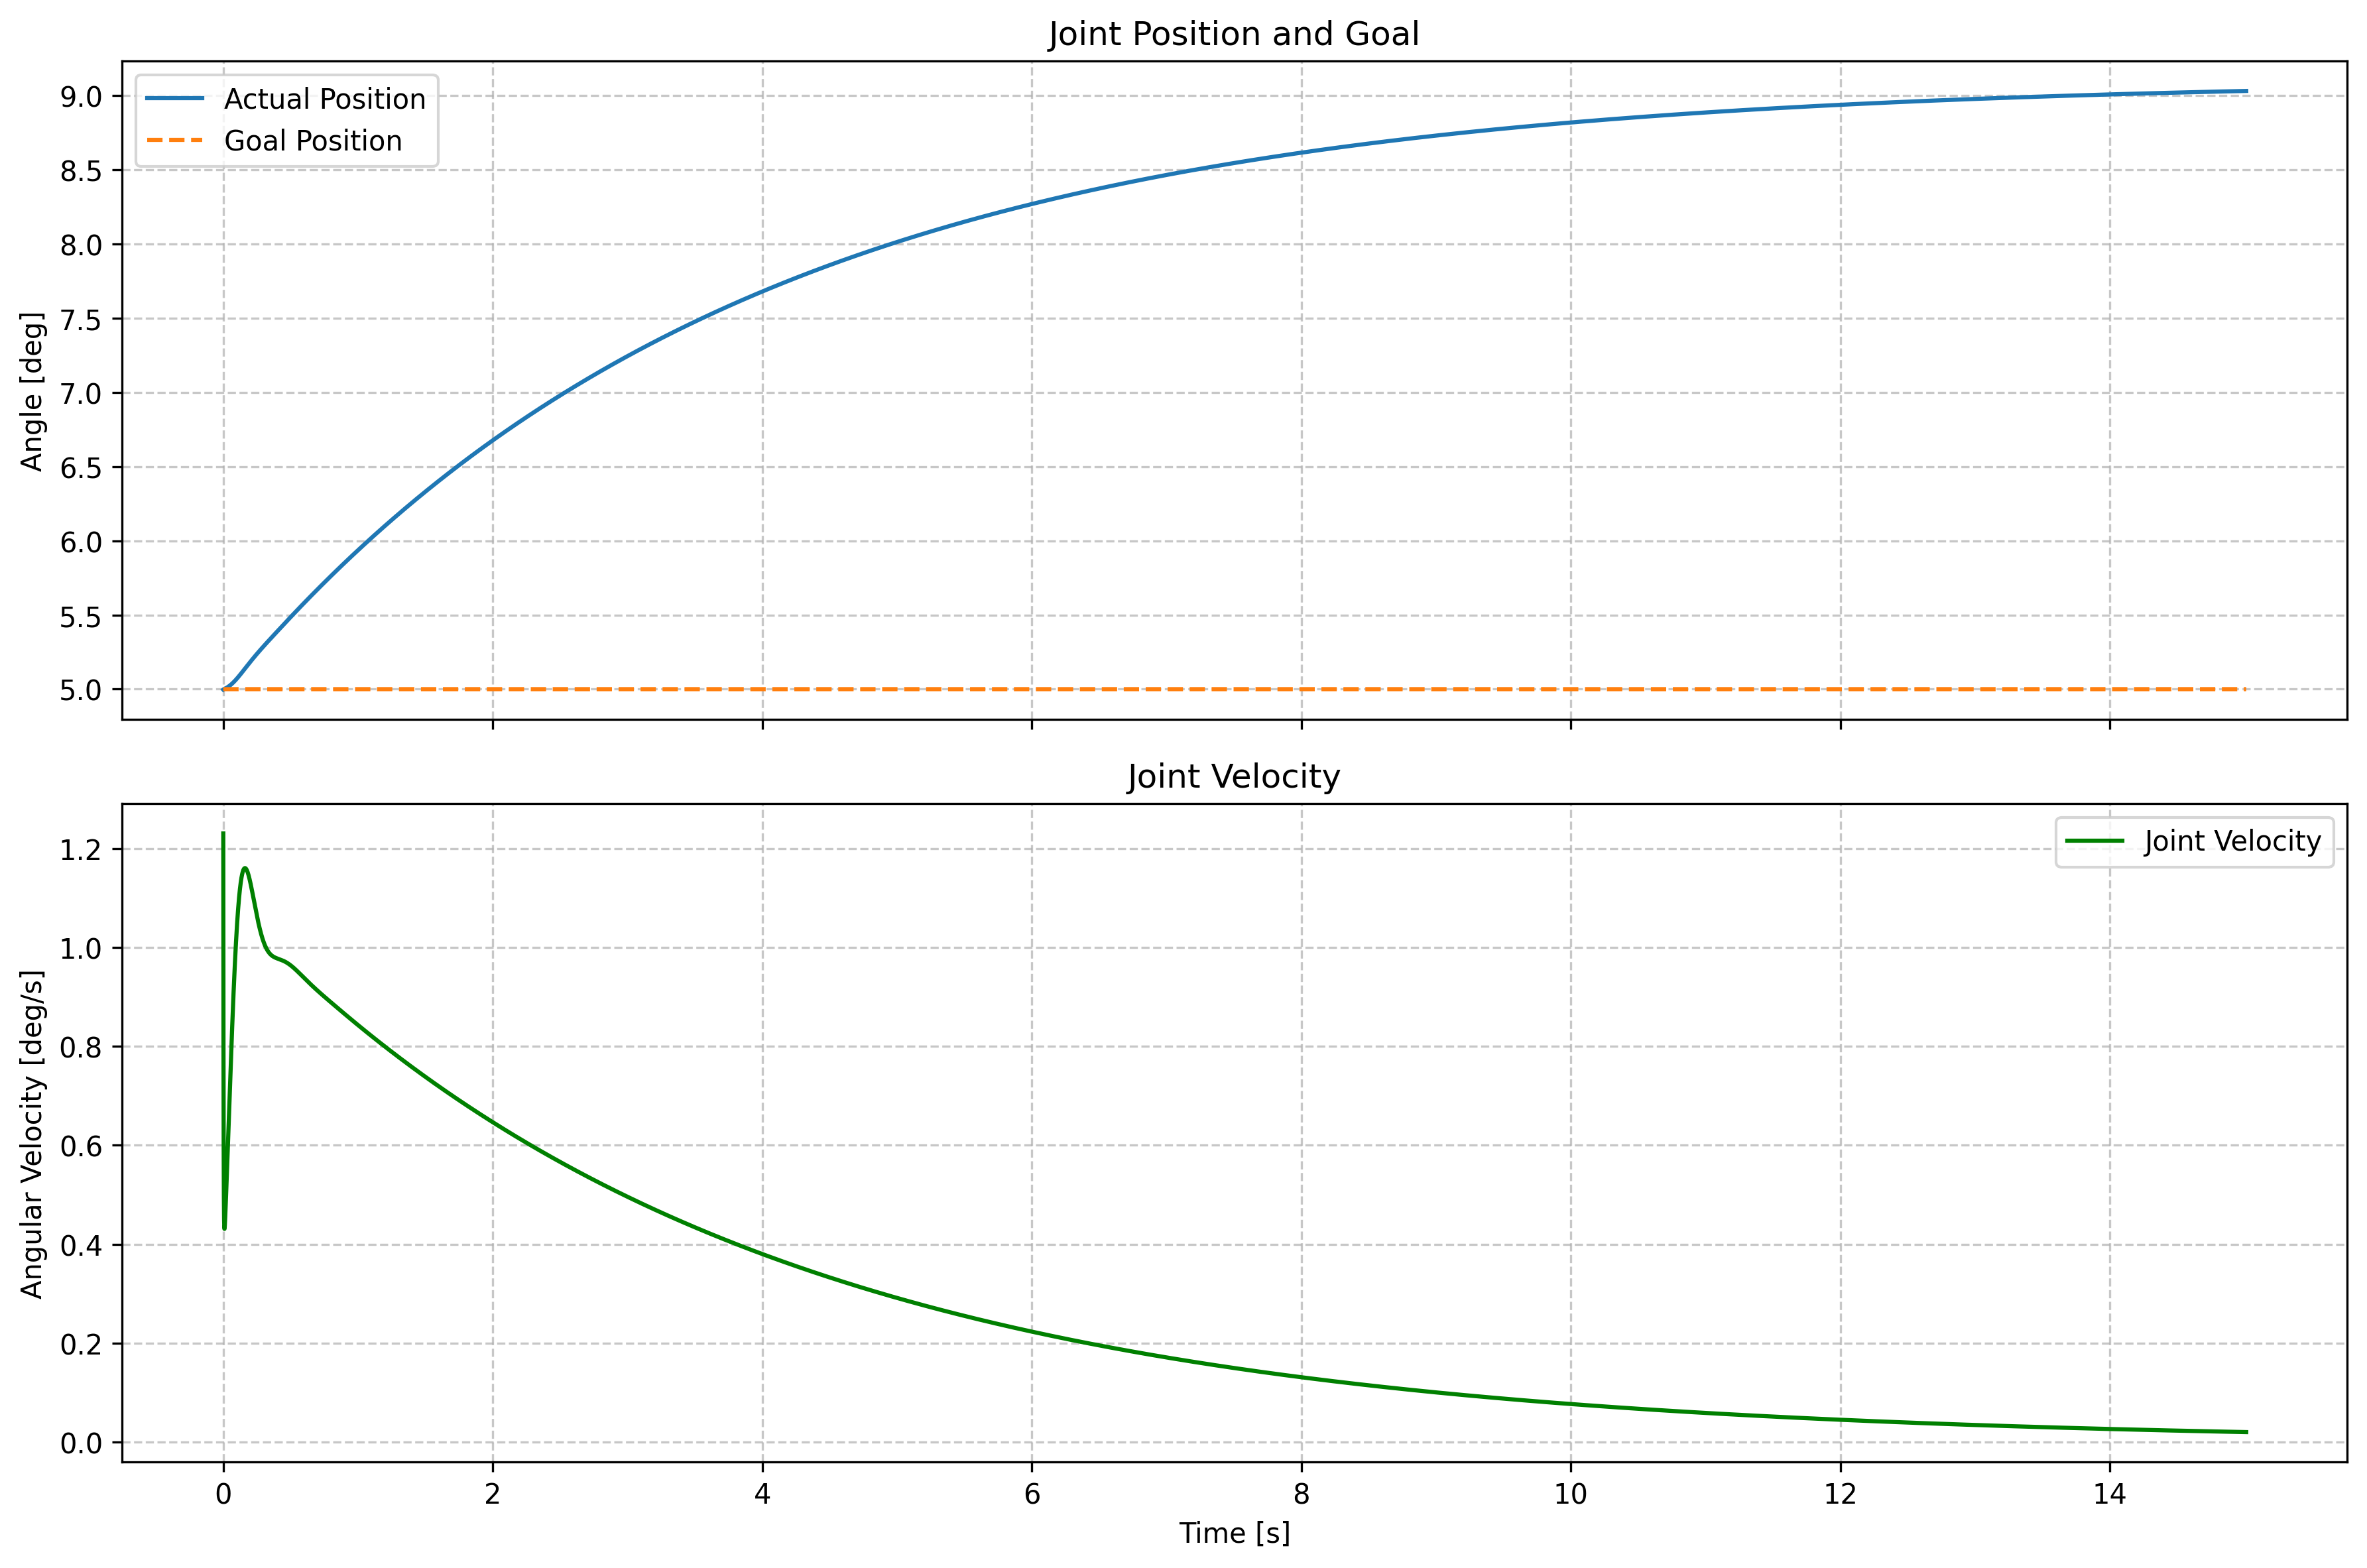 Joint Position and Goal
Actual Position
Goal Position
9.0
8.5
8.0
7.5
7.0
6.5
6.0
5.5
5.0
Angle [deg]
Joint Velocity
Joint Velocity
1.2
1.0
0.8
0.6
0.4
0.2
0.0
Angular Velocity [deg/s]
0 2 4 6 8 10 12 14
Time [s]